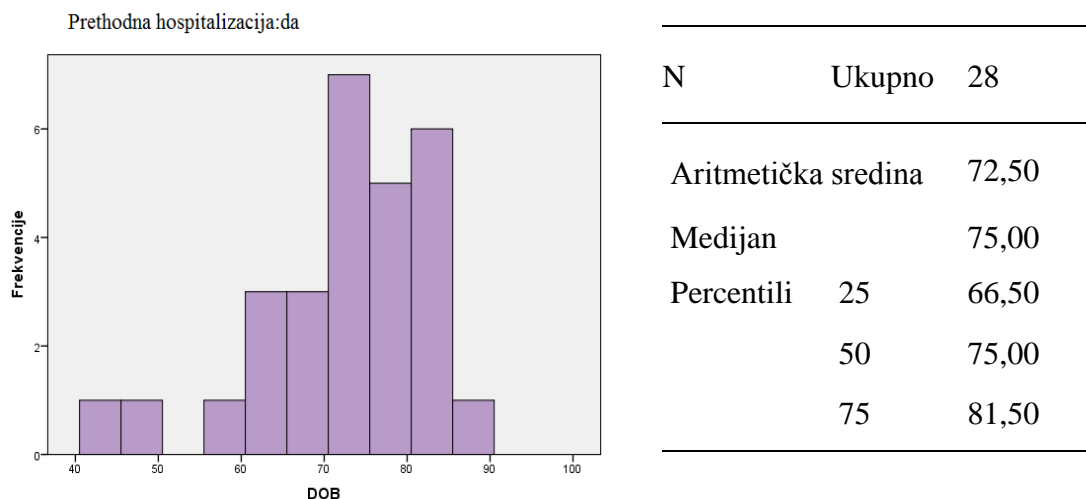 Prethodna hospitalizacija:da
Frekvencije
6
4
2
0
40 50 60 70 80 90 100
DOB
N Ukupno 28
Aritmetička sredina 72,50
Medijan 75,00
Percentili 25 66,50
50 75,00
75 81,50